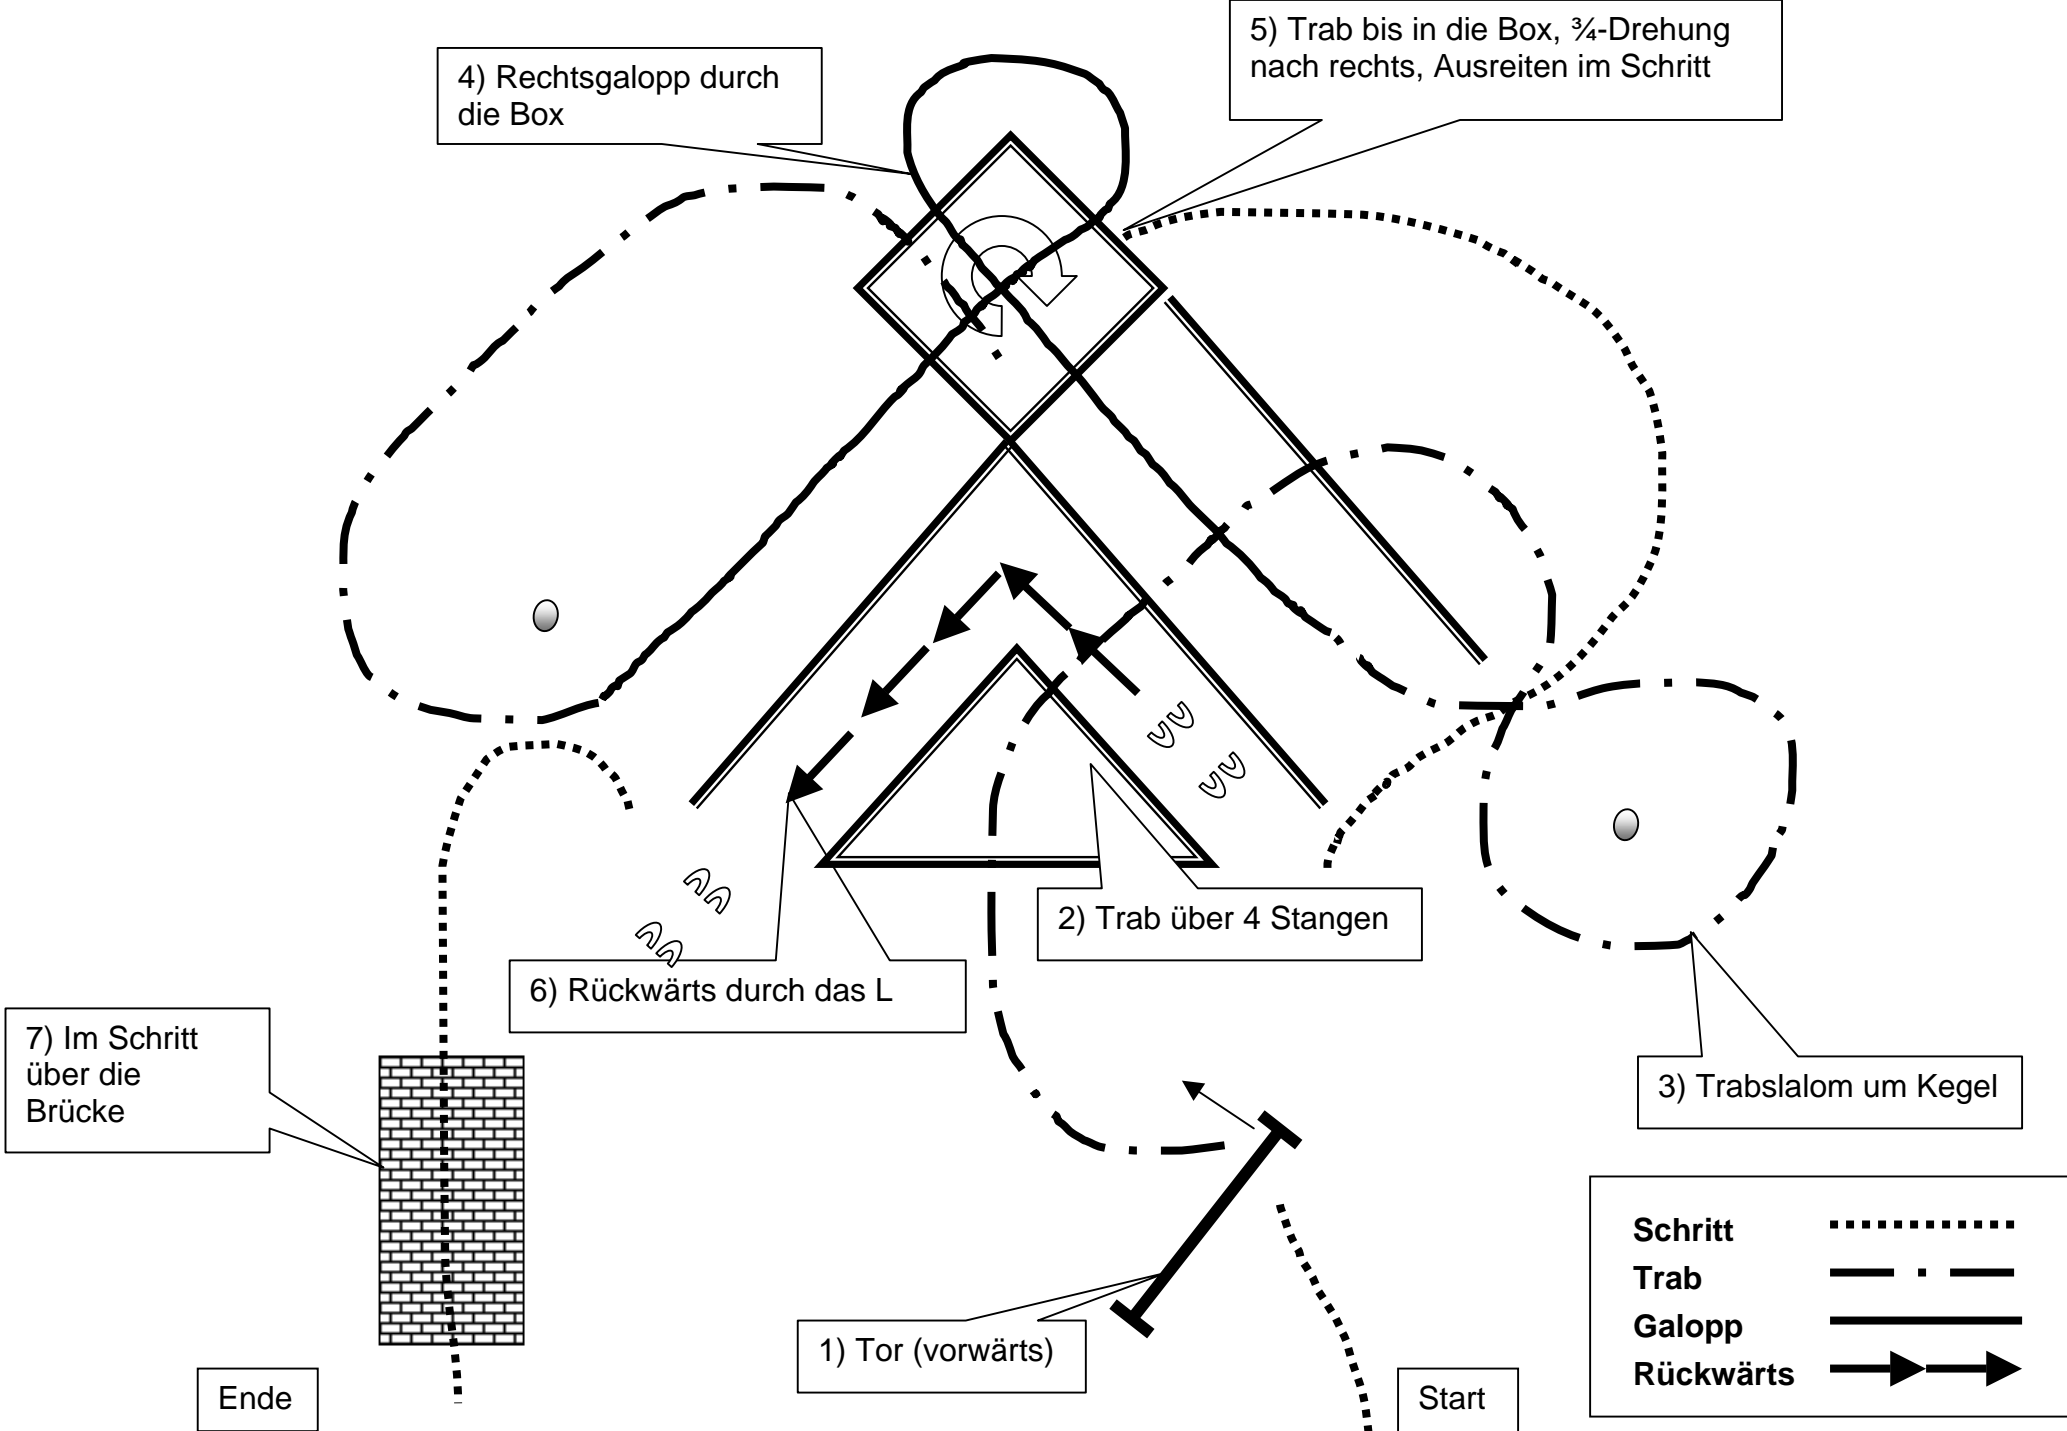 5) Trab bis in die Box, ¾-Drehung
nach rechts, Ausreiten im Schritt
4) Rechtsgalopp durch
die Box
2) Trab über 4 Stangen
6) Rückwärts durch das L
7) Im Schritt
über die
Brücke
3) Trabslalom um Kegel
1) Tor (vorwärts)
Schritt
Trab
Galopp
Rückwärts
Ende
Start